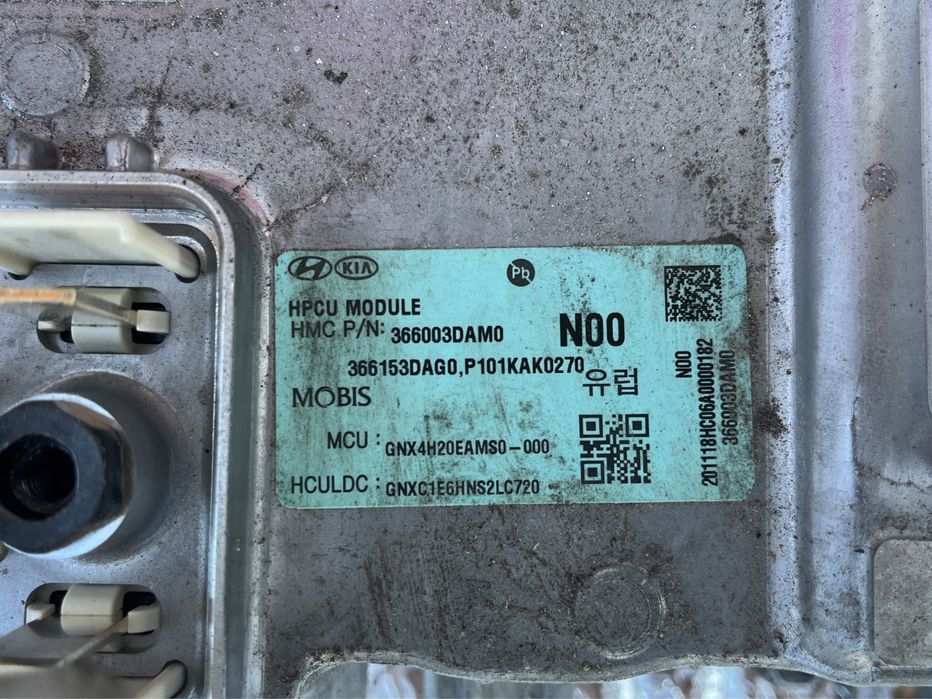 KIA
Pb
HPCU MODULE
HMC P/N: 366003DAM0
N00
366153DAG0,P101KAK0270
유럽
MOBIS
MCU : GNX4H20EAMS0-000
HCULDC : GNXC1E6HNS2LC720
N00
201118HC06A0000182
366003DAM0